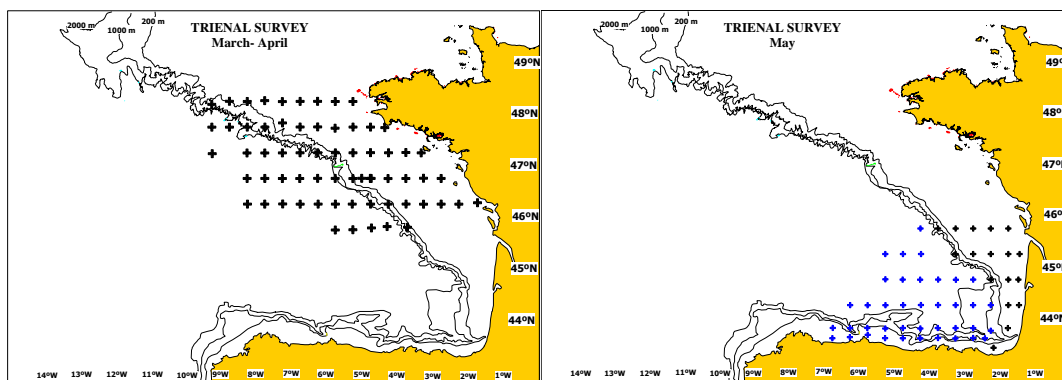 2000 m
200 m
1000 m
TRIENAL SURVEY
March- April
49ºN
48ºN
47ºN
46ºN
45ºN
44ºN
14ºW 12ºW 11ºW 10ºW 9ºW 8ºW 7ºW 6ºW 5ºW 4ºW 3ºW 2ºW 1ºW
2000 m
200 m
1000 m
TRIENAL SURVEY
May
49ºN
48ºN
47ºN
46ºN
45ºN
44ºN
14ºW 12ºW 11ºW 10ºW 9ºW 8ºW 7ºW 6ºW 5ºW 4ºW 3ºW 2ºW 1ºW